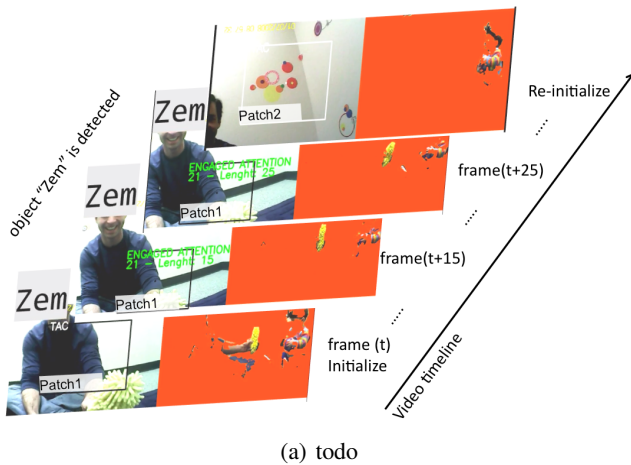 Zem
Patch2
Re-initialize
.....
object "Zem" is detected
Zem
ENGAGED ATTENTION
21 - Lenght: 25
Patch1
frame(t+25)
.....
Zem
ENGAGED ATTENTION
21 - Lenght: 15
Patch1
frame(t+15)
.....
TAC
Patch1
frame (t)
Initialize
Video timeline
(a) todo